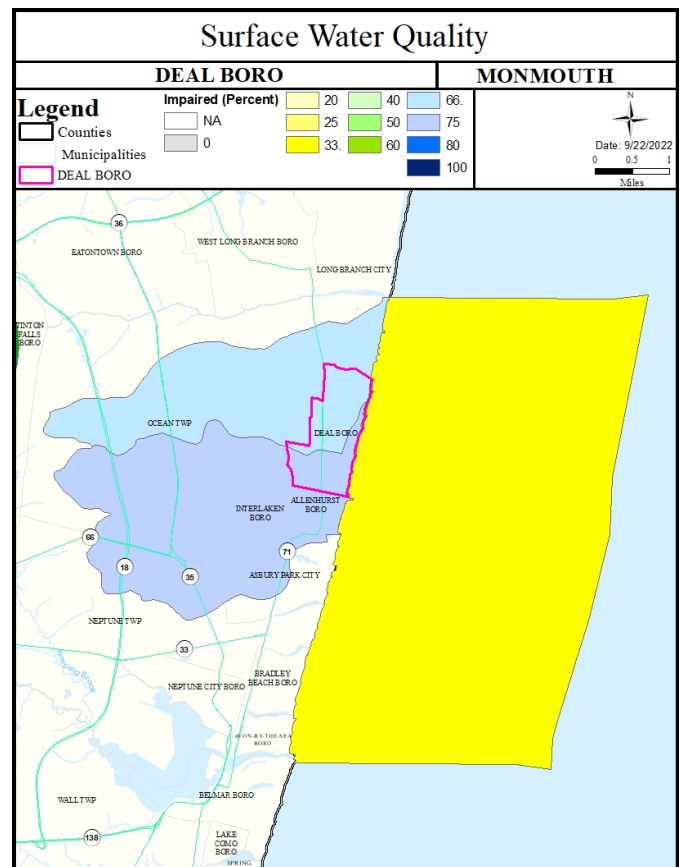 Surface Water Quality
DEAL BORO
MONMOUTH
Legend
Counties
Municipalities
DEAL BORO
Impaired (Percent)
NA
0
20
25
33.
40
50
60
66.
75
80
100
N
Date: 9/22/2022
0 0.5 1
Miles
36
EATONTOWN BORO
WEST LONG BRANCH BORO
LONG BRANCH CITY
TINTON
FALLS
BORO
OCEAN TWP
DEAL BORO
INTERLAKEN
BORO
ALLENHURST
BORO
66
18
35
71
ASBURY PARK CITY
NEPTUNE TWP
33
Jumping Brook
NEPTUNE CITY BORO
BRADLEY
BEACH BORO
AVON-BY-THE-SEA
BORO
WALL TWP
BELMAR BORO
138
LAKE
COMO
BORO
SPRING